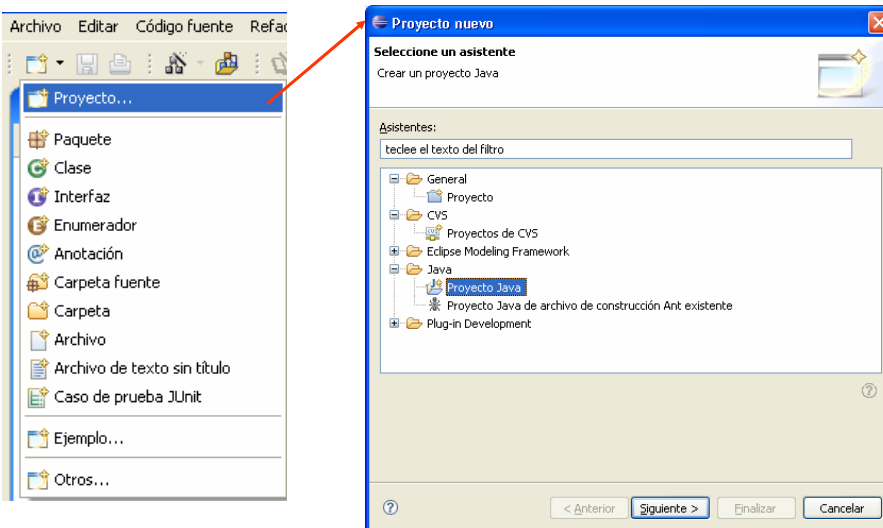 Archivo Editar Código fuente Refac
Proyecto...
Paquete
Clase
Interfaz
Enumerador
Anotación
Carpeta fuente
Carpeta
Archivo
Archivo de texto sin título
Caso de prueba JUnit
Ejemplo...
Otros...
Proyecto nuevo
Seleccione un asistente
Crear un proyecto Java
Asistentes:
teclee el texto del filtro
General
Proyecto
CVS
Proyectos de CVS
Eclipse Modeling Framework
Java
Proyecto Java
Proyecto Java de archivo de construcción Ant existente
Plug-in Development
< Anterior Siguiente > Finalizar Cancelar